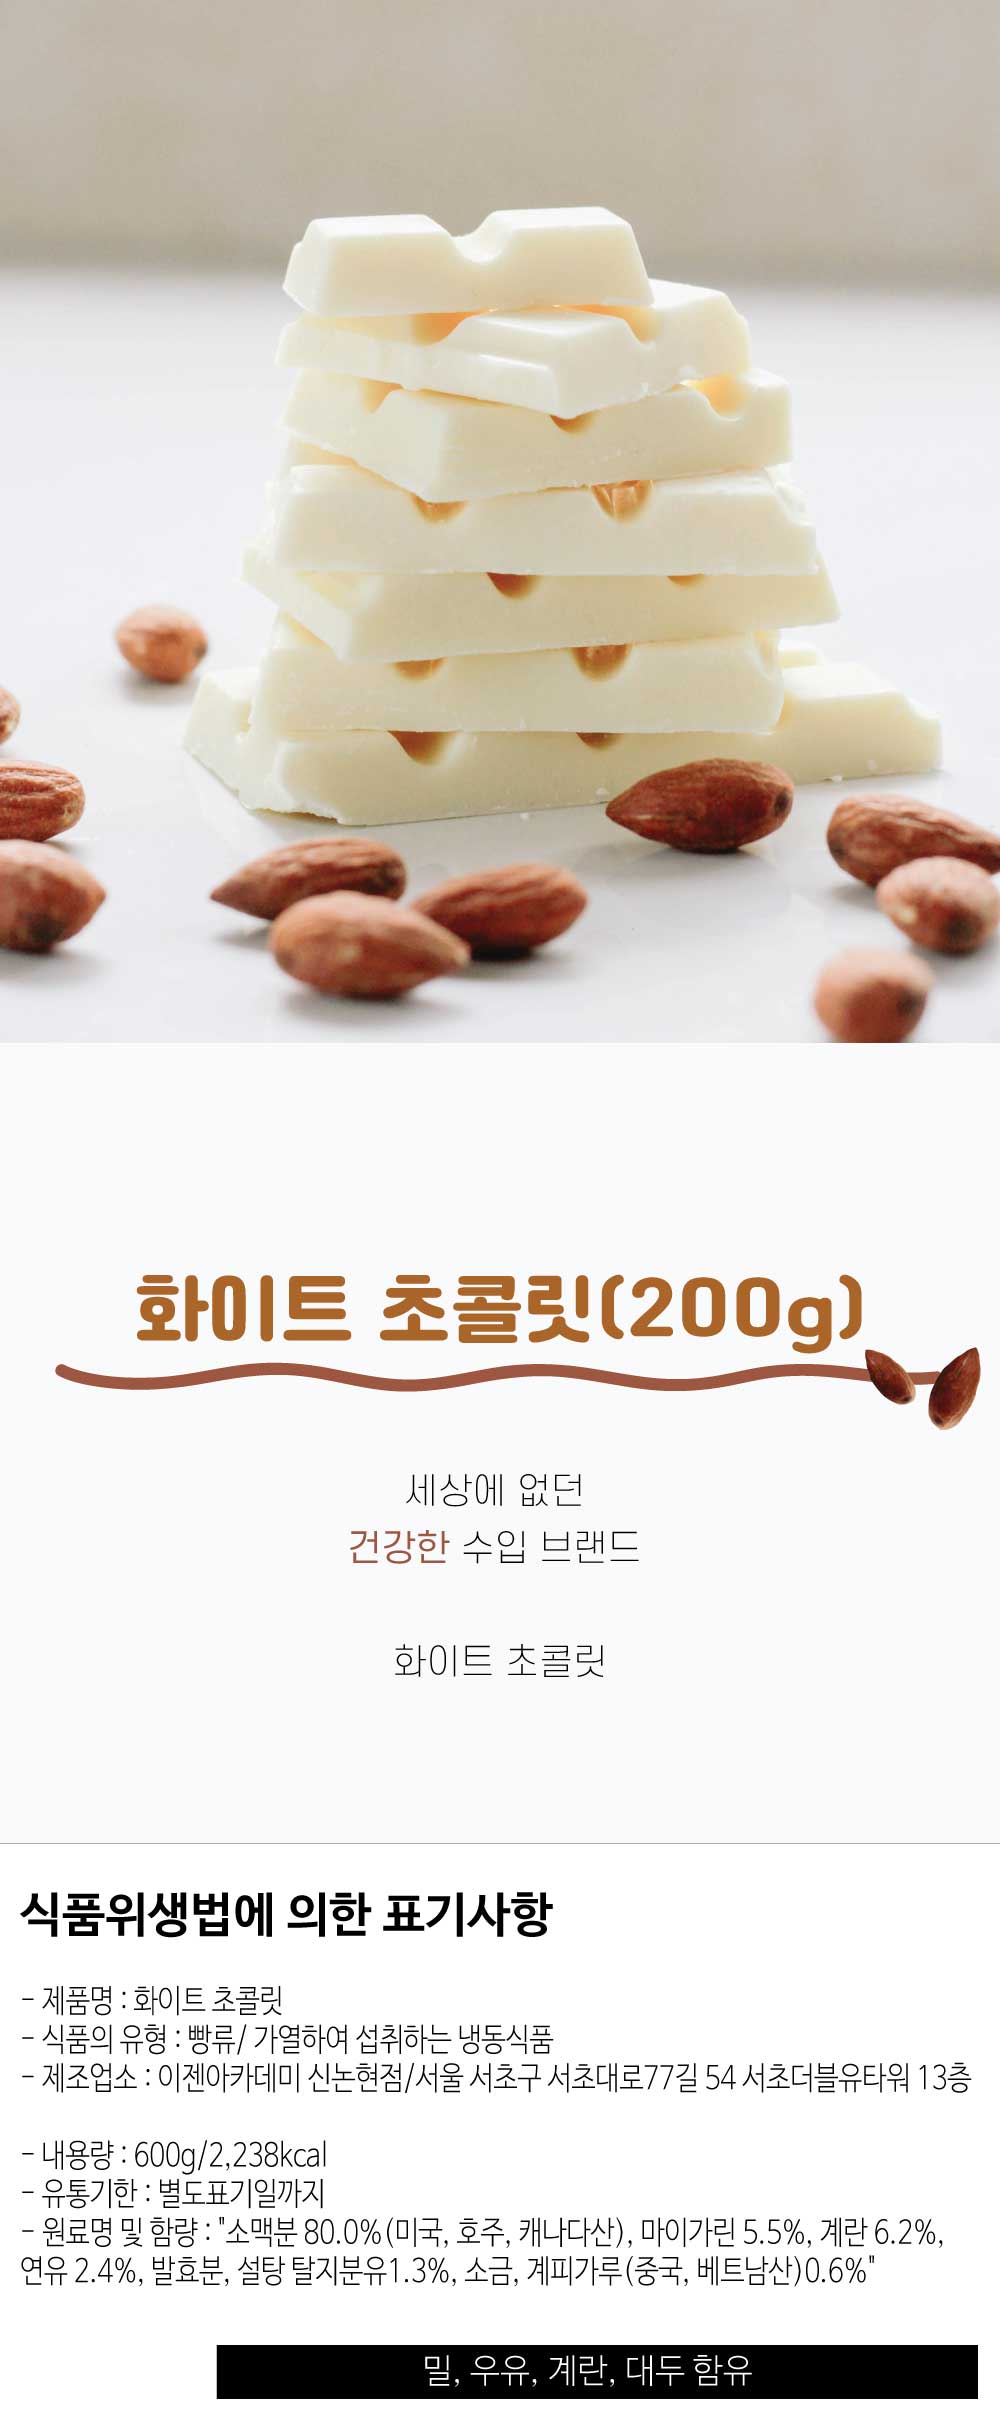 화이트 초콜릿(200g)
세상에 없던
건강한 수입 브랜드
화이트 초콜릿
식품위생법에 의한 표기사항
- 제품명 : 화이트 초콜릿
- 식품의 유형 : 빵류/ 가열하여 섭취하는 냉동식품
- 제조업소 : 이젠아카데미 신논현점/서울 서초구 서초대로77길 54 서초더블유타워 13층
- 내용량 : 600g/2,238kcal
- 유통기한 : 별도표기일까지
- 원료명 및 함량 : "소맥분 80.0%(미국, 호주, 캐나다산), 마이가린 5.5%, 계란 6.2%,
연유 2.4%, 발효분, 설탕 탈지분유1.3%, 소금, 계피가루(중국, 베트남산)0.6%"
밀, 우유, 계란, 대두 함유